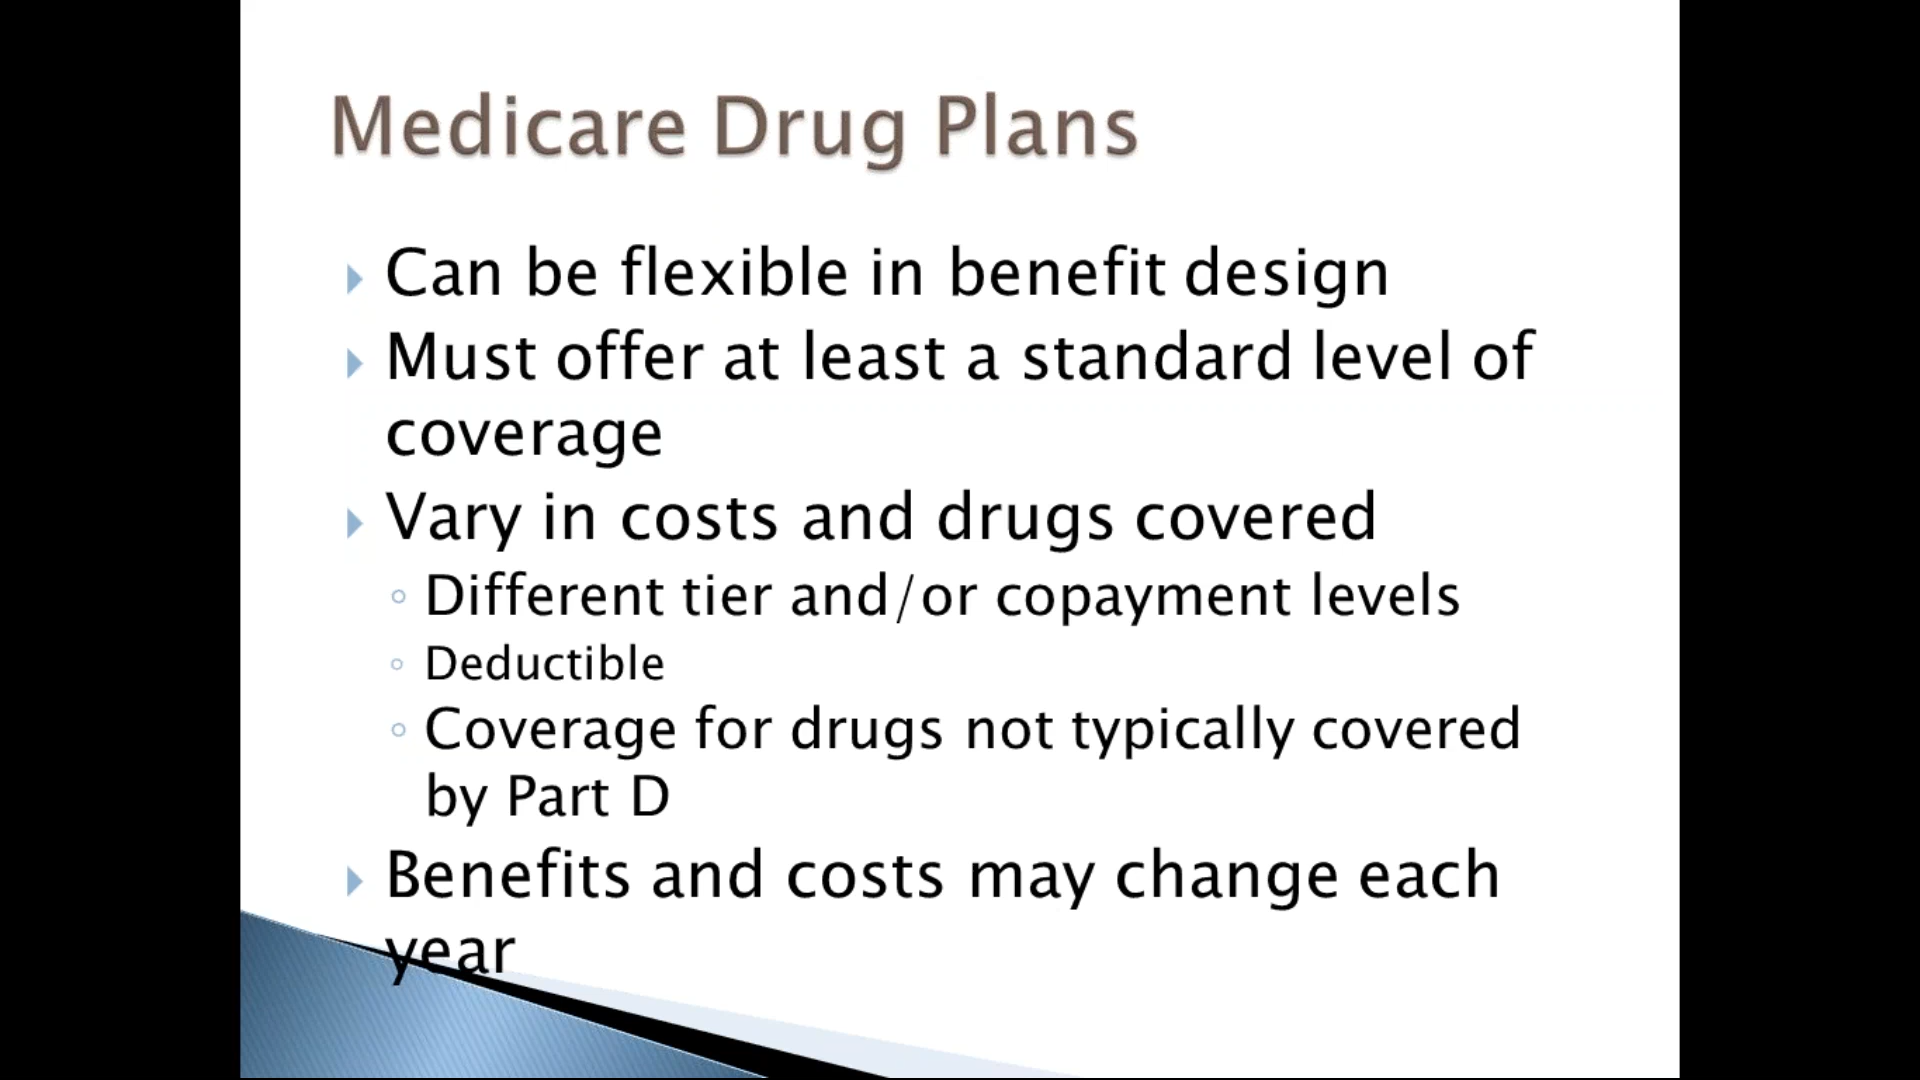 Medicare Drug Plans
Can be flexible in benefit design
Must offer at least a standard level of
coverage
Vary in costs and drugs covered
Different tier and/or copayment levels
Deductible
Coverage for drugs not typically covered
by Part D
Benefits and costs may change each
year